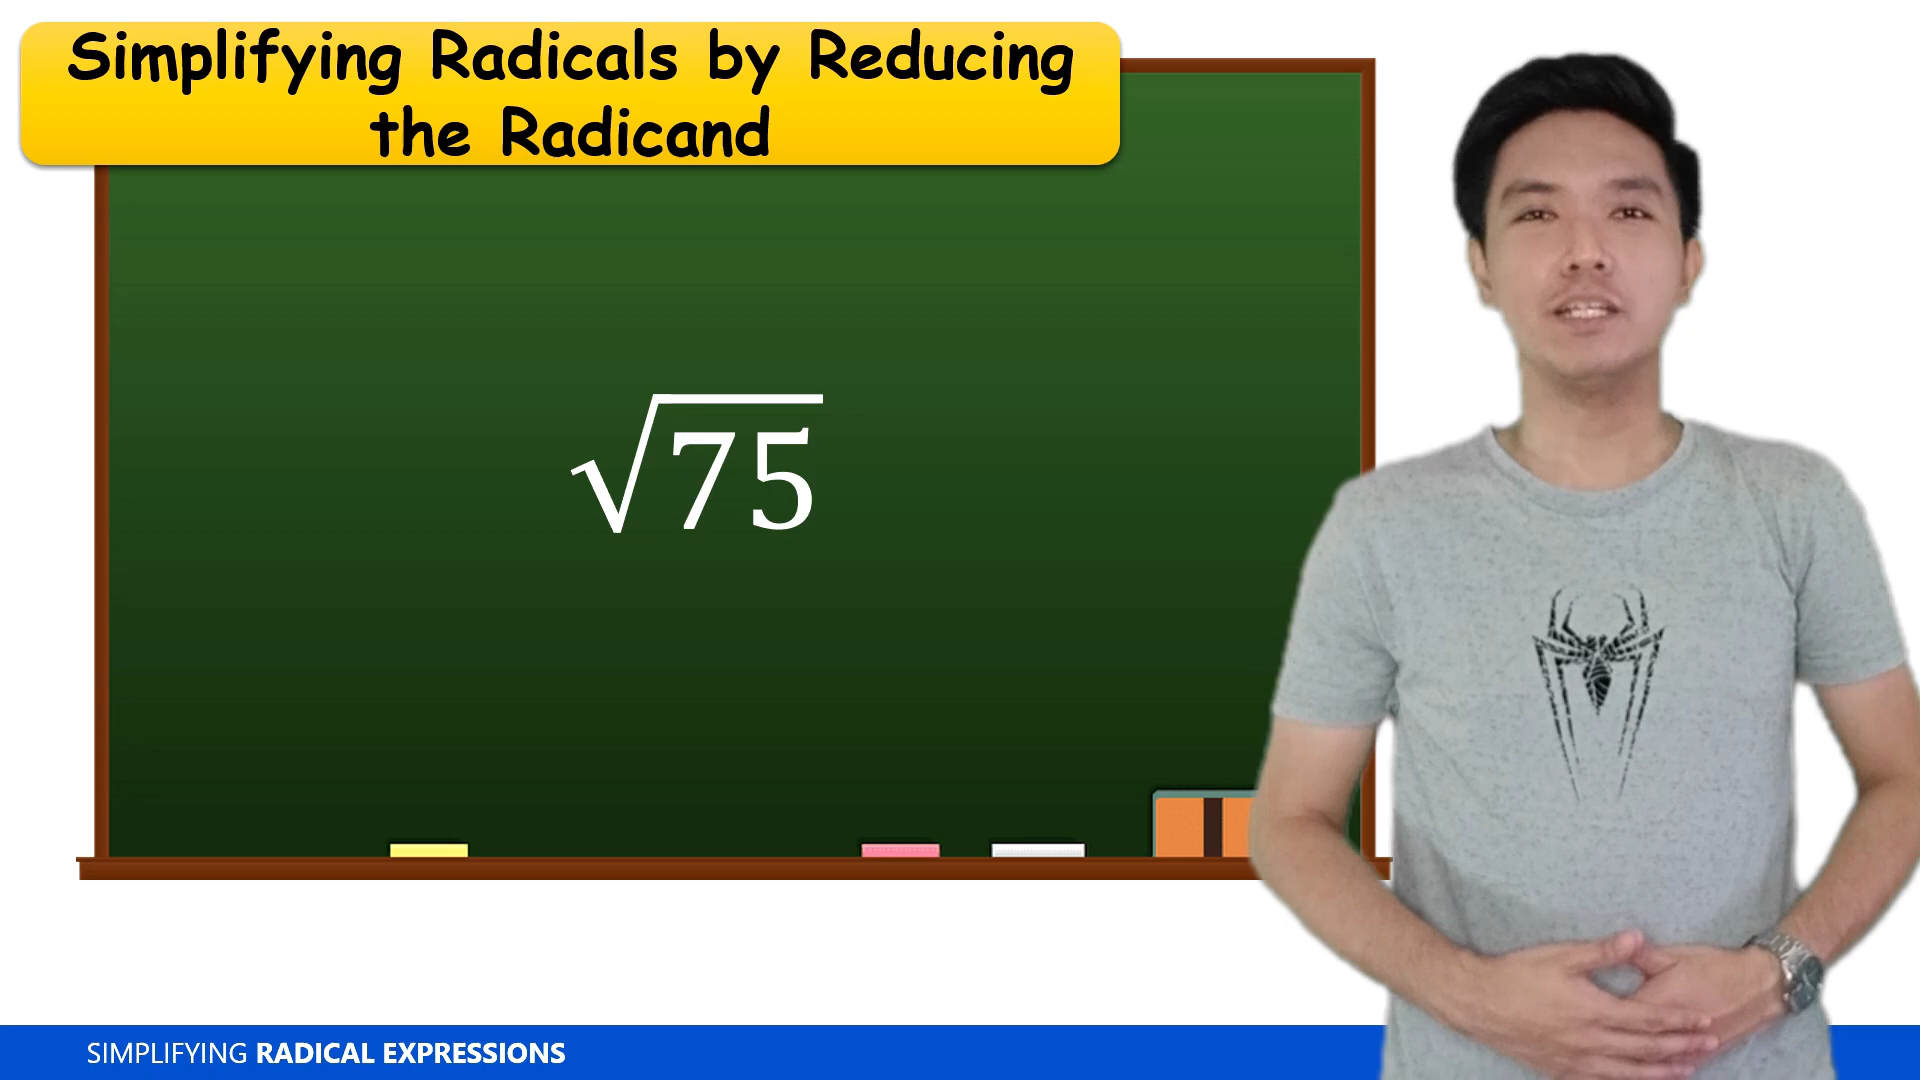 Simplifying Radicals by Reducing
the Radicand
√75
SIMPLIFYING RADICAL EXPRESSIONS